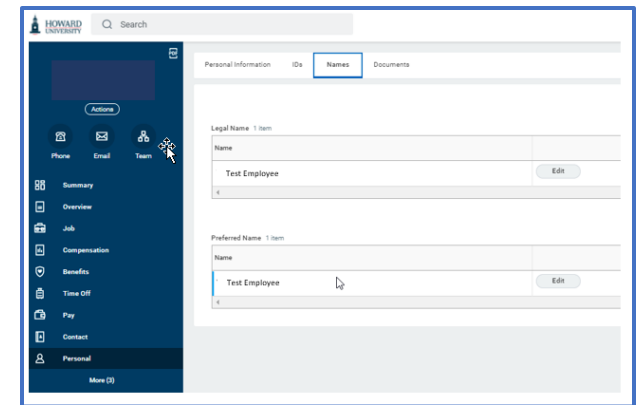 HOWARD
UNIVERSITY
Search
Actions
Phone Email Team
Summary
Overview
Job
Compensation
Benefits
Time Off
Pay
Contact
Personal
More (3)
Personal Information IDs Names Documents
Legal Name 1 item
Name
Test Employee Edit
Preferred Name 1 item
Name
Test Employee Edit